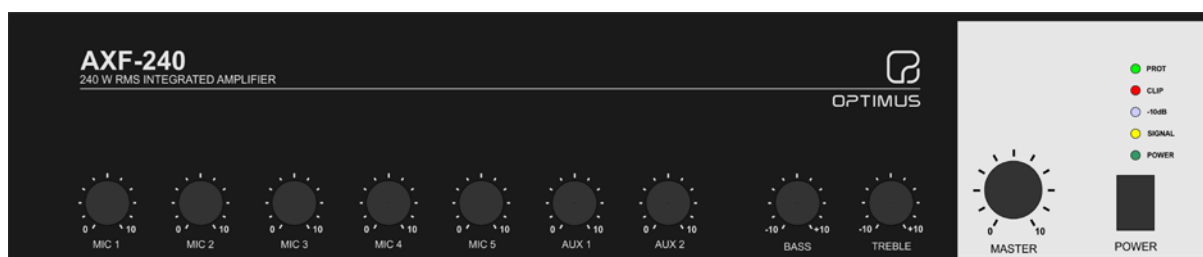 AXF-240
240 W RMS INTEGRATED AMPLIFIER
OPTIMUS
PROT
CLIP
-10dB
SIGNAL
POWER
0 10 0 10 0 10 0 10 0 10 0 10 0 10 -10 +10 -10 +10 0 10
MIC 1 MIC 2 MIC 3 MIC 4 MIC 5 AUX 1 AUX 2 BASS TREBLE MASTER POWER